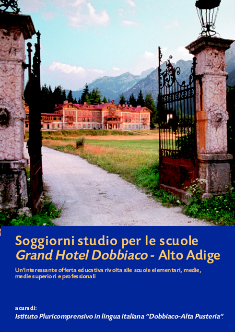 Soggiorni studio per le scuole
Grand Hotel Dobbiaco - Alto Adige
Un'interessante offerta educativa rivolta alle scuole elementari, medie,
medie superiori e professionali
a cura di:
Istituto Pluricomprensivo in lingua italiana "Dobbiaco-Alta Pusteria"